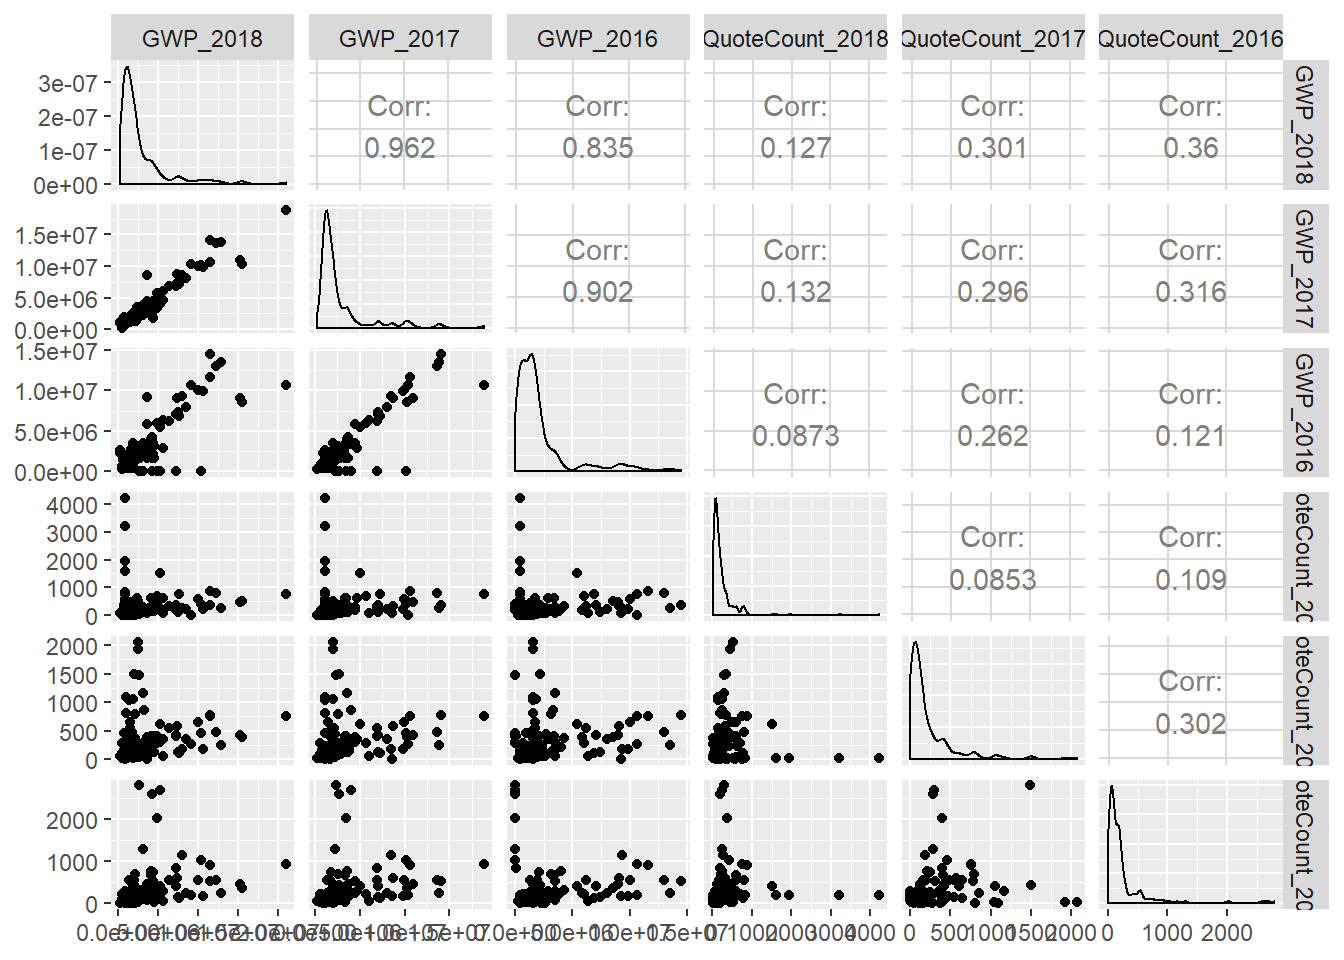 GWP_2018 GWP_2017 GWP_2016 QuoteCount_2018 QuoteCount_2017 QuoteCount_2016
3e-07
2e-07
1e-07
0e+00
Corr:
0.962
Corr:
0.835
Corr:
0.127
Corr:
0.301
Corr:
0.36
GWP_2018
1.5e+07
1.0e+07
5.0e+06
0.0e+00
Corr:
0.902
Corr:
0.132
Corr:
0.296
Corr:
0.316
GWP_2017
1.5e+07
1.0e+07
5.0e+06
0.0e+00
Corr:
0.0873
Corr:
0.262
Corr:
0.121
GWP_2016
4000
3000
2000
1000
0
Corr:
0.0853
Corr:
0.109
oteCount_20
2000
1500
1000
500
0
Corr:
0.302
oteCount_20
2000
1000
0
oteCount_20
0 1000 2000 3000 4000
0 500 1000 1500 2000
0 1000 2000